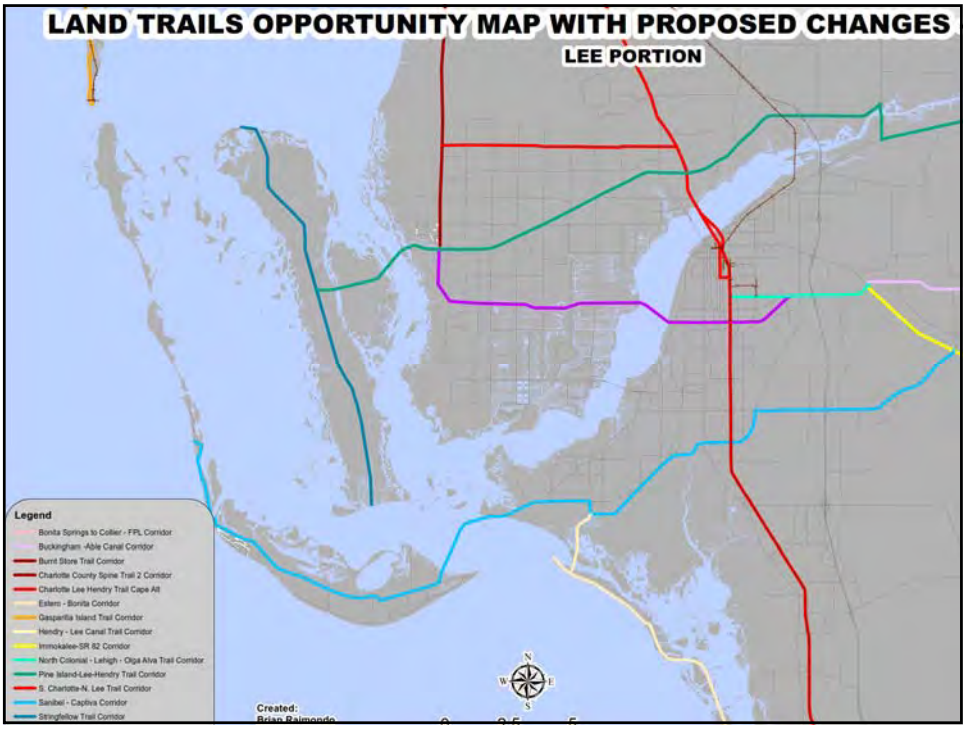 LAND TRAILS OPPORTUNITY MAP WITH PROPOSED CHANGES
LEE PORTION
Legend
Bonita Springs to Collier - FPL Corridor
Buckingham -Able Canal Corridor
Burnt Store Trail Corridor
Charlotte County Spine Trail 2 Corridor
Charlotte Lee Hendry Trail Cape Alt
Estero - Bonita Corridor
Gasparilla Island Trail Corridor
Hendry - Lee Canal Trail Corridor
Immokalee-SR 82 Corridor
North Colonial - Lehigh - Olga Alva Trail Corridor
Pine Island-Lee-Hendry Trail Corridor
S. Charlotte-N. Lee Trail Corridor
Sanibel - Captiva Corridor
Stringfellow Trail Corridor
N
W E
S
Created:
Brian Raimondo
0 2.5 5